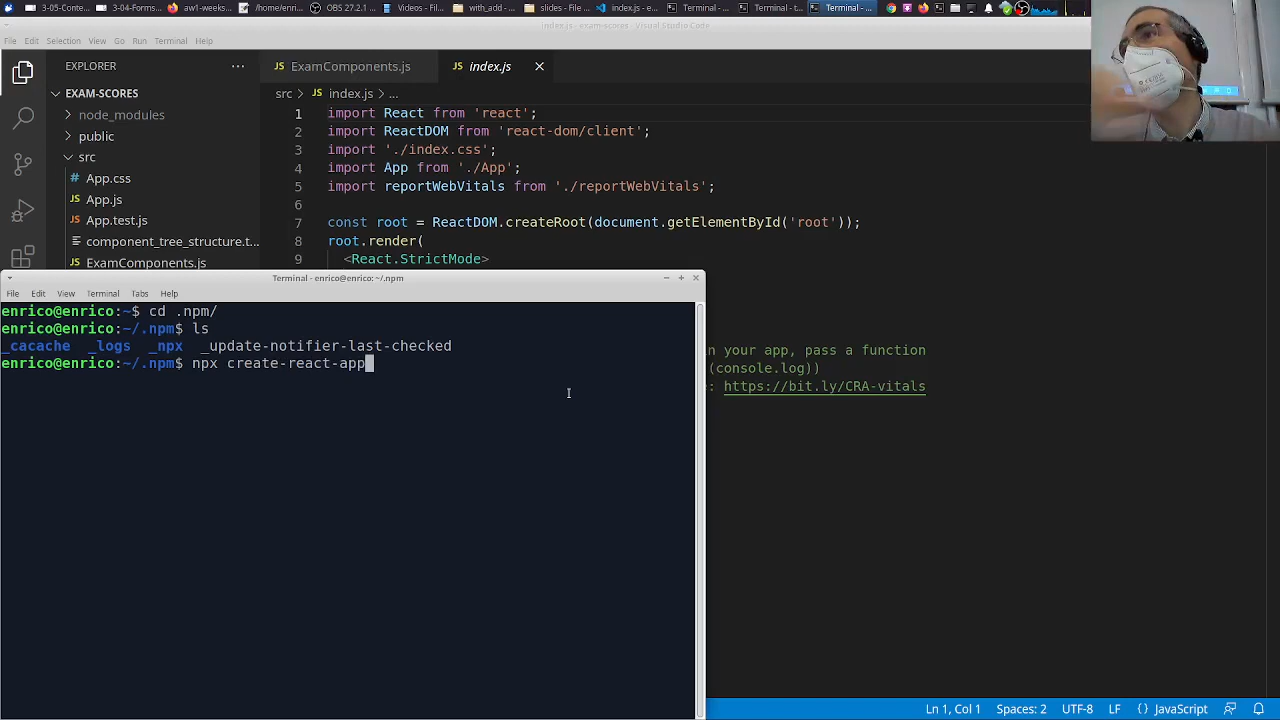 3-05-Conte...
3-04-Forms...
aw1-weeks...
/home/enri...
OBS 27.2.1 ...
Videos - Fil...
with_add - ...
slides - File...
index.js - e...
Terminal - ...
Terminal - t...
Terminal - ...
index.js - exam-scores - Visual Studio Code
File Edit Selection View Go Run Terminal Help
EXPLORER ...
EXAM-SCORES
node_modules
public
src
App.css
App.js
App.test.js
component_tree_structure.t...
ExamComponents.js
ExamComponents.js
index.js
src > index.js > ...
1 import React from 'react';
2 import ReactDOM from 'react-dom/client';
3 import './index.css';
4 import App from './App';
5 import reportWebVitals from './reportWebVitals';
6
7 const root = ReactDOM.createRoot(document.getElementById('root'));
8 root.render(
9 <React.StrictMode>
in your app, pass a function
(console.log))
: https://bit.ly/CRA-vitals
Terminal - enrico@enrico: ~/.npm
File Edit View Terminal Tabs Help
enrico@enrico:~$ cd .npm/
enrico@enrico:~/.npm$ ls
_cacache _logs _npx _update-notifier-last-checked
enrico@enrico:~/.npm$ npx create-react-app
Ln 1, Col 1 Spaces: 2 UTF-8 LF {} JavaScript